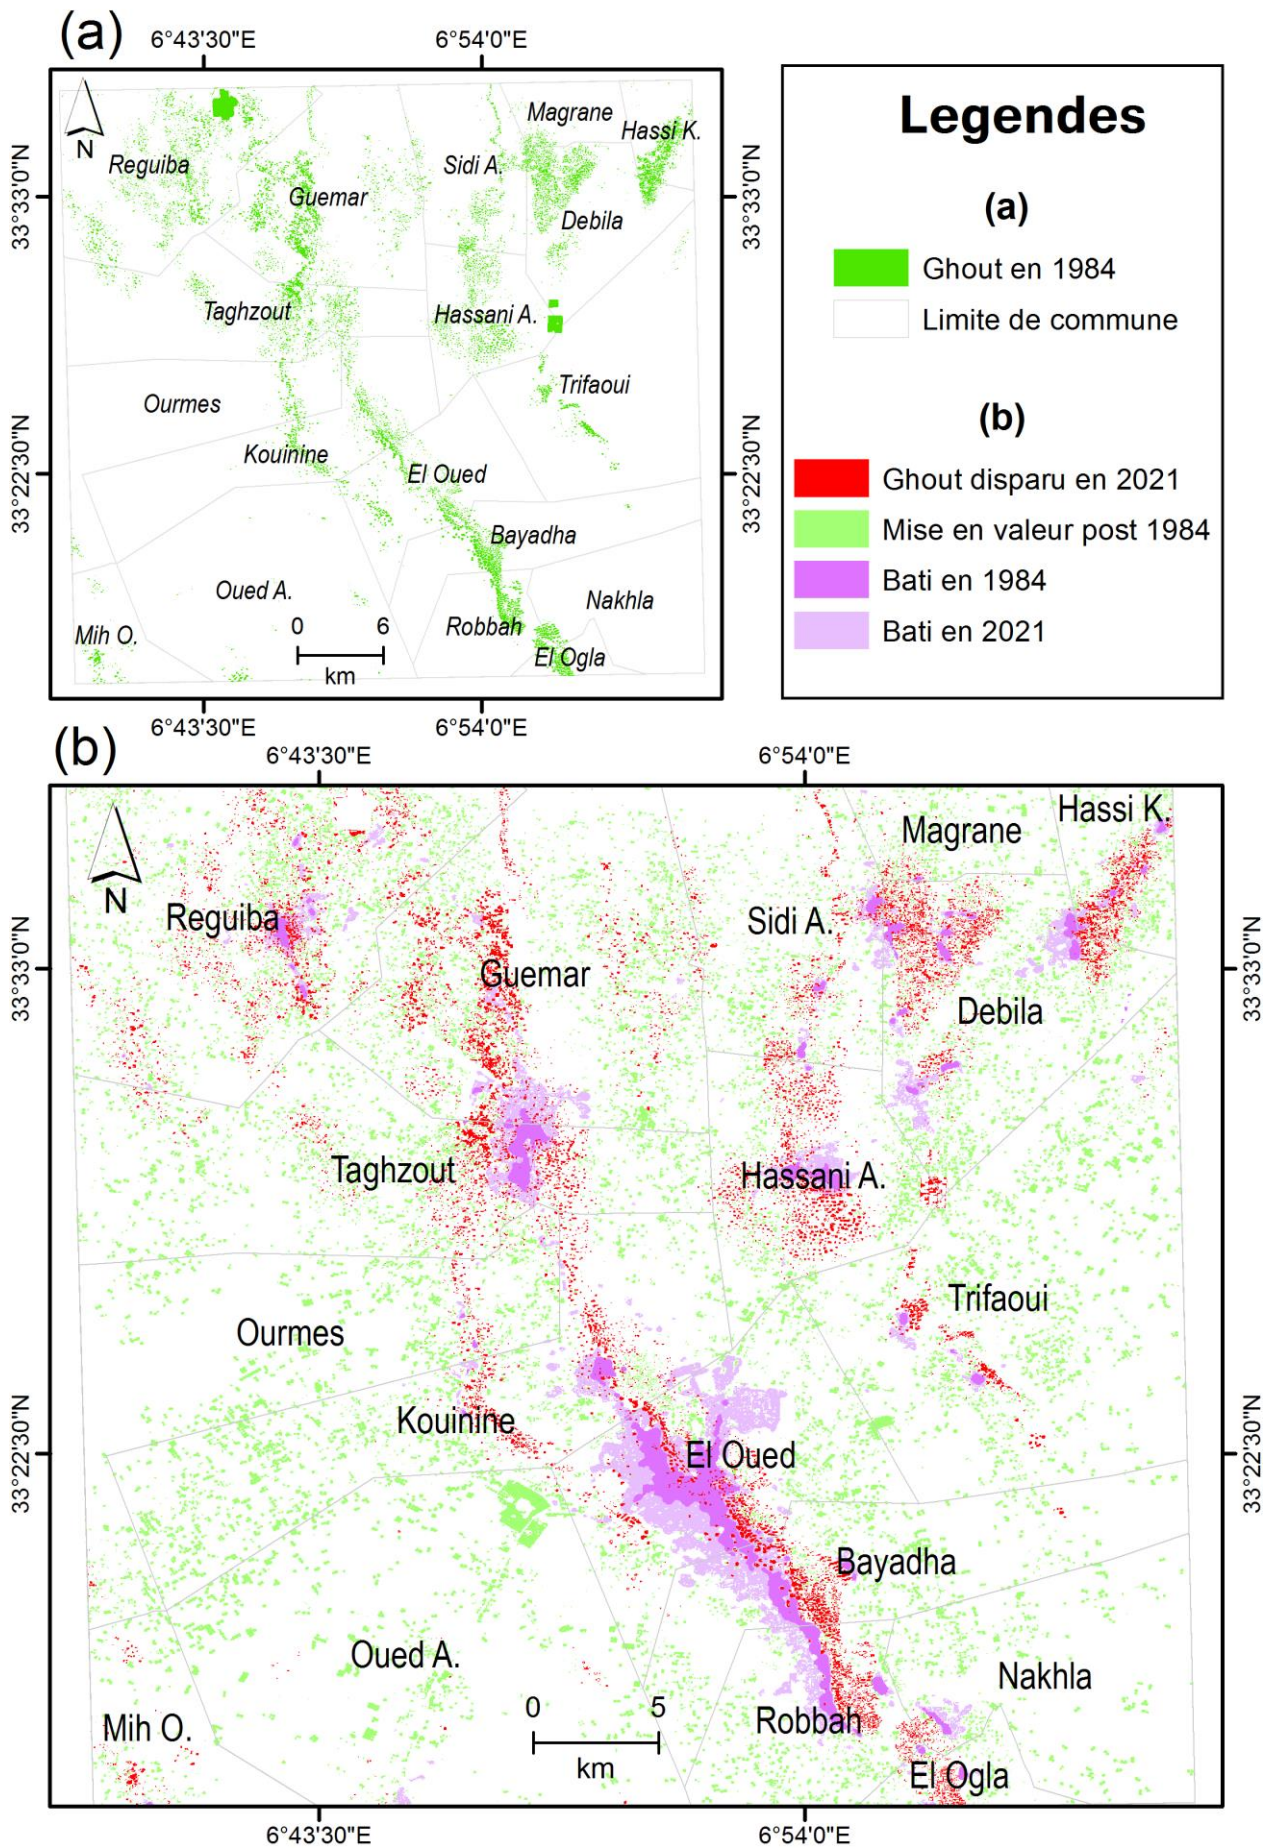 (a)
6°43'30"E 6°54'0"E
N
Magrane
Hassi K.
Reguiba
Sidi A.
Guemar
33°33'0"N
33°33'0"N
Debila
Taghzout
Hassani A.
Trifaoui
Ourmes
Kouinine
El Oued
33°22'30"N
33°22'30"N
Bayadha
Oued A.
Nakhla
Robbah
Mih O.
El Ogla
0 6
km
6°43'30"E 6°54'0"E
Legendes
(a)
Ghout en 1984
Limite de commune
(b)
Ghout disparu en 2021
Mise en valeur post 1984
Bati en 1984
Bati en 2021
(b)
6°43'30"E 6°54'0"E
N
Hassi K.
Magrane
Reguiba
Sidi A.
Guemar
33°33'0"N
33°33'0"N
Debila
Taghzout
Hassani A.
Trifaoui
Ourmes
Kouinine
El Oued
33°22'30"N
33°22'30"N
Bayadha
Oued A.
Nakhla
Mih O.
Robbah
El Ogla
0 5
km
6°43'30"E 6°54'0"E